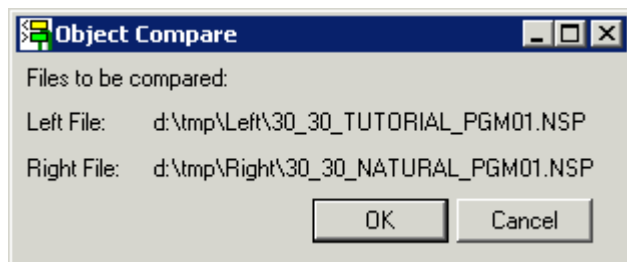 Object Compare
Files to be compared:
Left File: d:\tmp\Left\30_30_TUTORIAL_PGM01.NSP
Right File: d:\tmp\Right\30_30_NATURAL_PGM01.NSP
OK Cancel